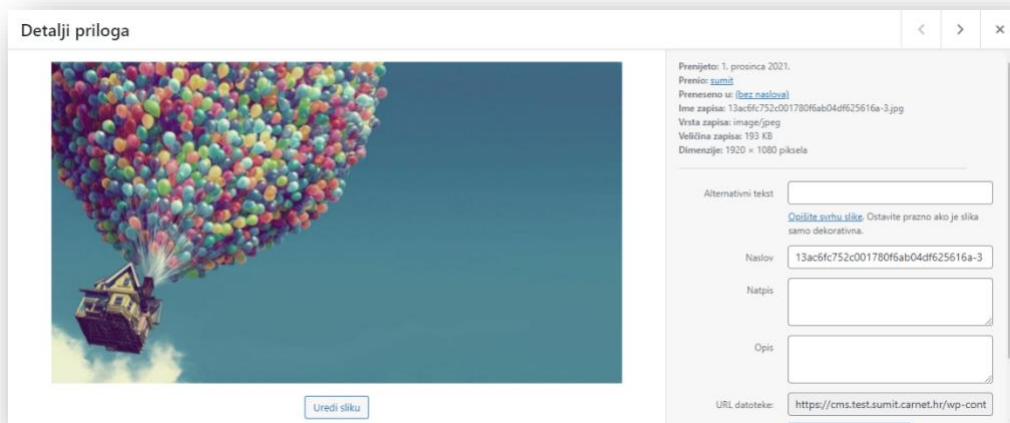 Detalji priloga
Prenijeto: 1. prosinca 2021.
Prenio: sumit
Preneseno u: (bez naslova)
Ime zapisa: 13ac6fc752c001780f6ab04df625616a-3.jpg
Vrsta zapisa: image/jpeg
Veličina zapisa: 193 KB
Dimenzije: 1920 × 1080 piksela
Alternativni tekst
Opišite svrhu slike. Ostavite prazno ako je slika
samo dekorativna.
Naslov 13ac6fc752c001780f6ab04df625616a-3
Natpis
Opis
Uredi sliku
URL datoteke: https://cms.test.sumit.carnet.hr/wp-cont